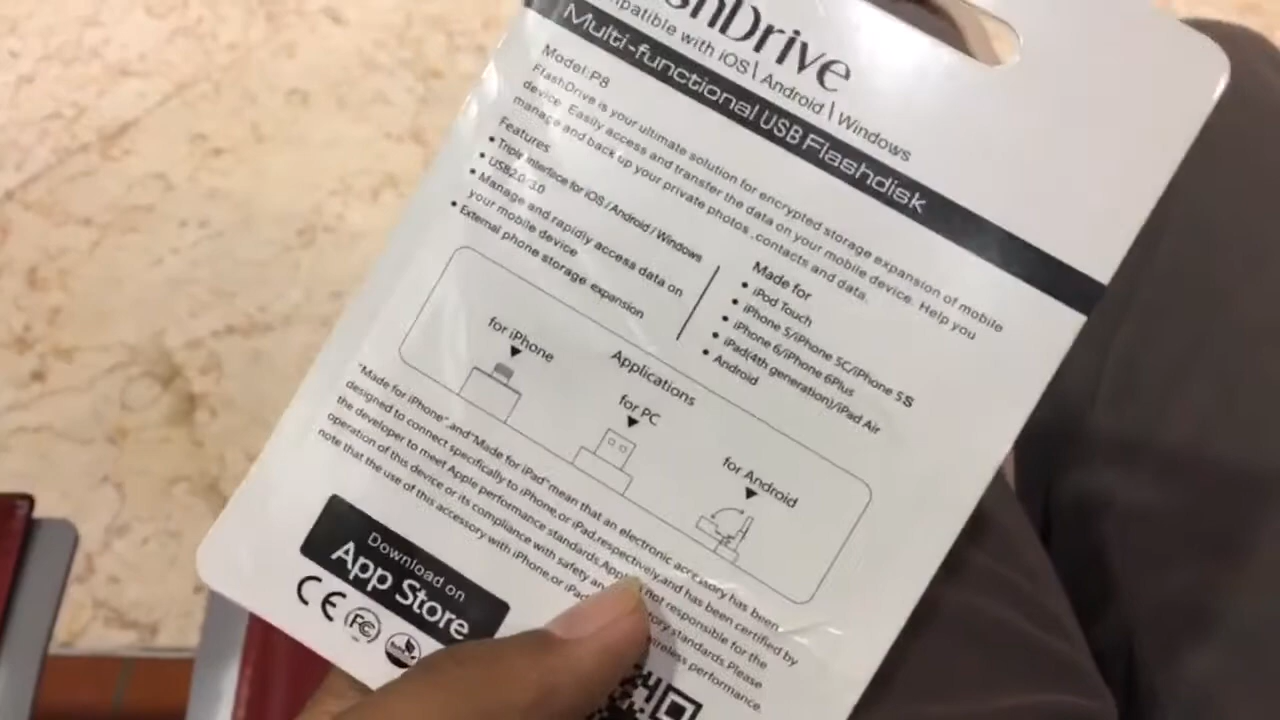 shDrive
mpatible with iOS\Android\Windows
Multi-functional USB Flashdisk
Model:P8
FlashDrive is your ultimate solution for encrypted storage expansion of mobile
device. Easily access and transfer the data on your mobile device. Help you
manage and back up your private photos ,contacts and data.
Features
• Triple interface for iOS / Android / Windows
• USB2.0/3.0
• Manage and rapidly access data on
your mobile device
• External phone storage expansion
Made for
• iPod Touch
• iPhone 5/iPhone 5C/iPhone 5S
• iPhone 6/iPhone 6Plus
• iPad(4th generation)/iPad Air
• Android
Applications
for iPhone
for PC
for Android
"Made for iPhone",and"Made for iPad"mean that an electronic accessory has been
designed to connect specifically to iPhone,or iPad,respectively,and has been certified by
the developer to meet Apple performance standards.Apple not responsible for the
operation of this device or its compliance with safety and standards.Please
note that the use of this accessory with iPhone,or iPad wireless performance.
Download on
App Store
CE FC